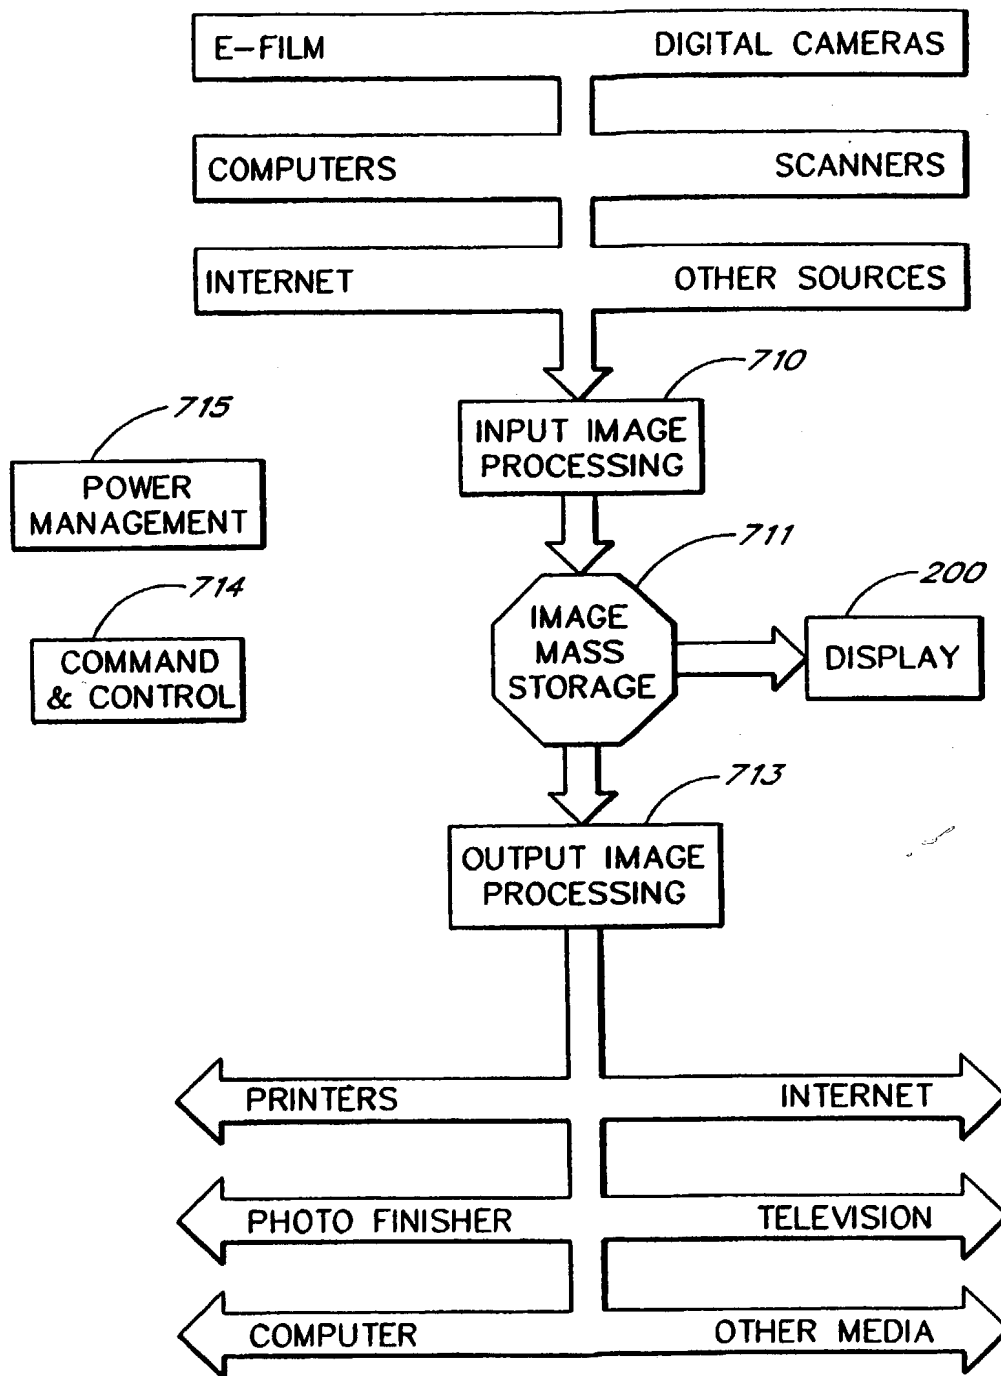 E-FILM DIGITAL CAMERAS
COMPUTERS SCANNERS
INTERNET OTHER SOURCES
710
INPUT IMAGE
PROCESSING
715
POWER
MANAGEMENT
711
IMAGE
MASS
STORAGE
200
DISPLAY
714
COMMAND
& CONTROL
713
OUTPUT IMAGE
PROCESSING
PRINTERS INTERNET
PHOTO FINISHER TELEVISION
COMPUTER OTHER MEDIA